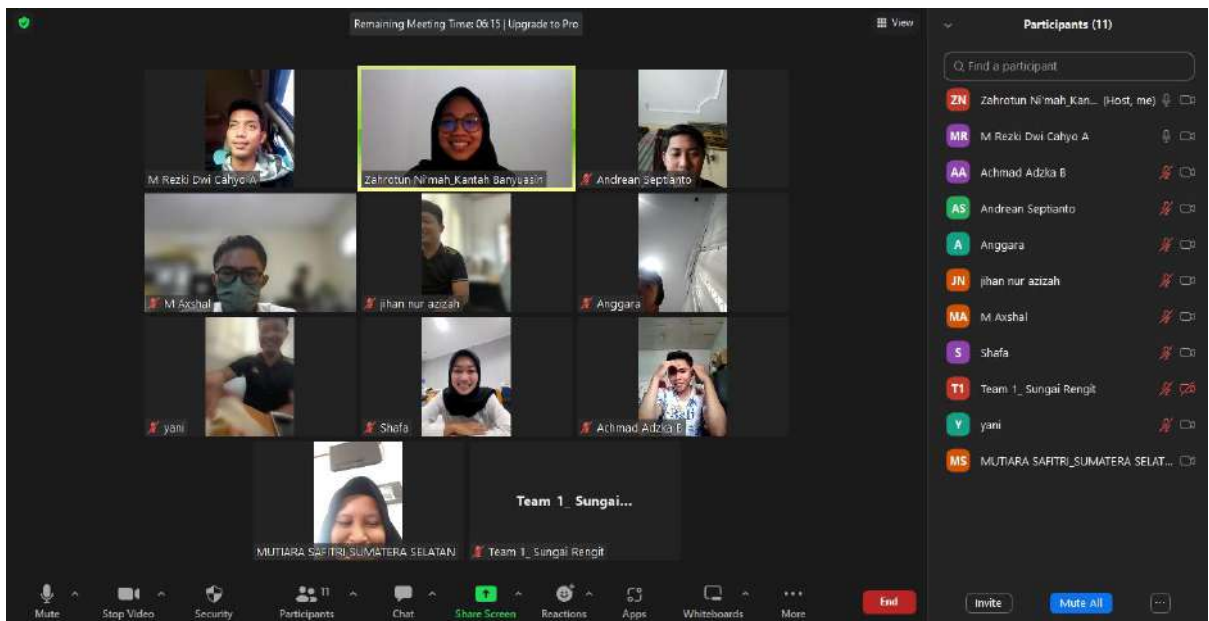 Remaining Meeting Time: 06:15 | Upgrade to Pro
View
M Rezki Dwi Cahyo A
Zahrotun Ni'mah_Kantah Banyuasin
Andrean Septianto
M Axshal
jihan nur azizah
Anggara
yani
Shafa
Achmad Adzka B
MUTIARA SAFITRI_SUMATERA SELATAN
Team 1_ Sungai...
Team 1_ Sungai Rengit
Mute
Stop Video
Security
Participants
11
Chat
Share Screen
Reactions
Apps
Whiteboards
More
End
Participants (11)
Find a participant
ZN Zahrotun Ni'mah_Kan... (Host, me)
MR M Rezki Dwi Cahyo A
AA Achmad Adzka B
AS Andrean Septianto
A Anggara
JN jihan nur azizah
MA M Axshal
S Shafa
T1 Team 1_ Sungai Rengit
Y yani
MS MUTIARA SAFITRI_SUMATERA SELAT...
Invite
Mute All